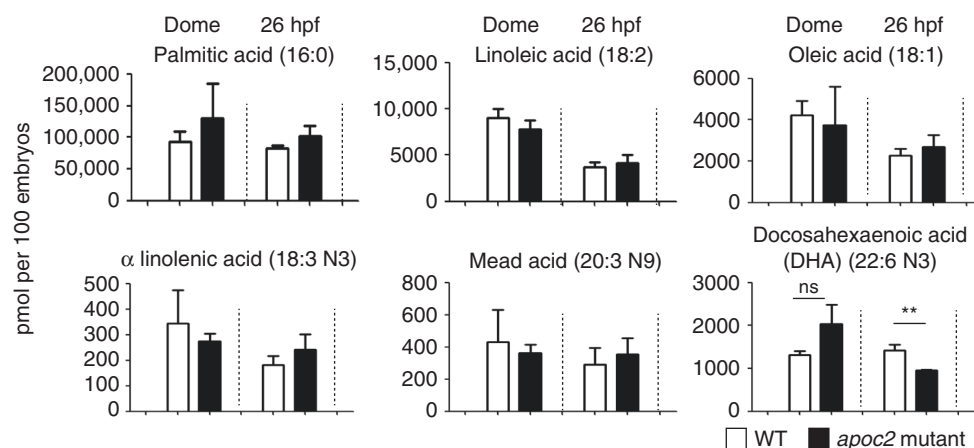 Dome 26 hpf Dome 26 hpf Dome 26 hpf
Palmitic acid (16:0)
200,000
150,000
100,000
50,000
0
Linoleic acid (18:2)
15,000
10,000
5000
0
Oleic acid (18:1)
6000
4000
2000
0
pmol per 100 embryos
α linolenic acid (18:3 N3)
500
400
300
200
100
0
Mead acid (20:3 N9)
800
600
400
200
0
Docosahexaenoic acid
(DHA) (22:6 N3)
3000
2000
1000
0
ns
**
WT apoc2 mutant